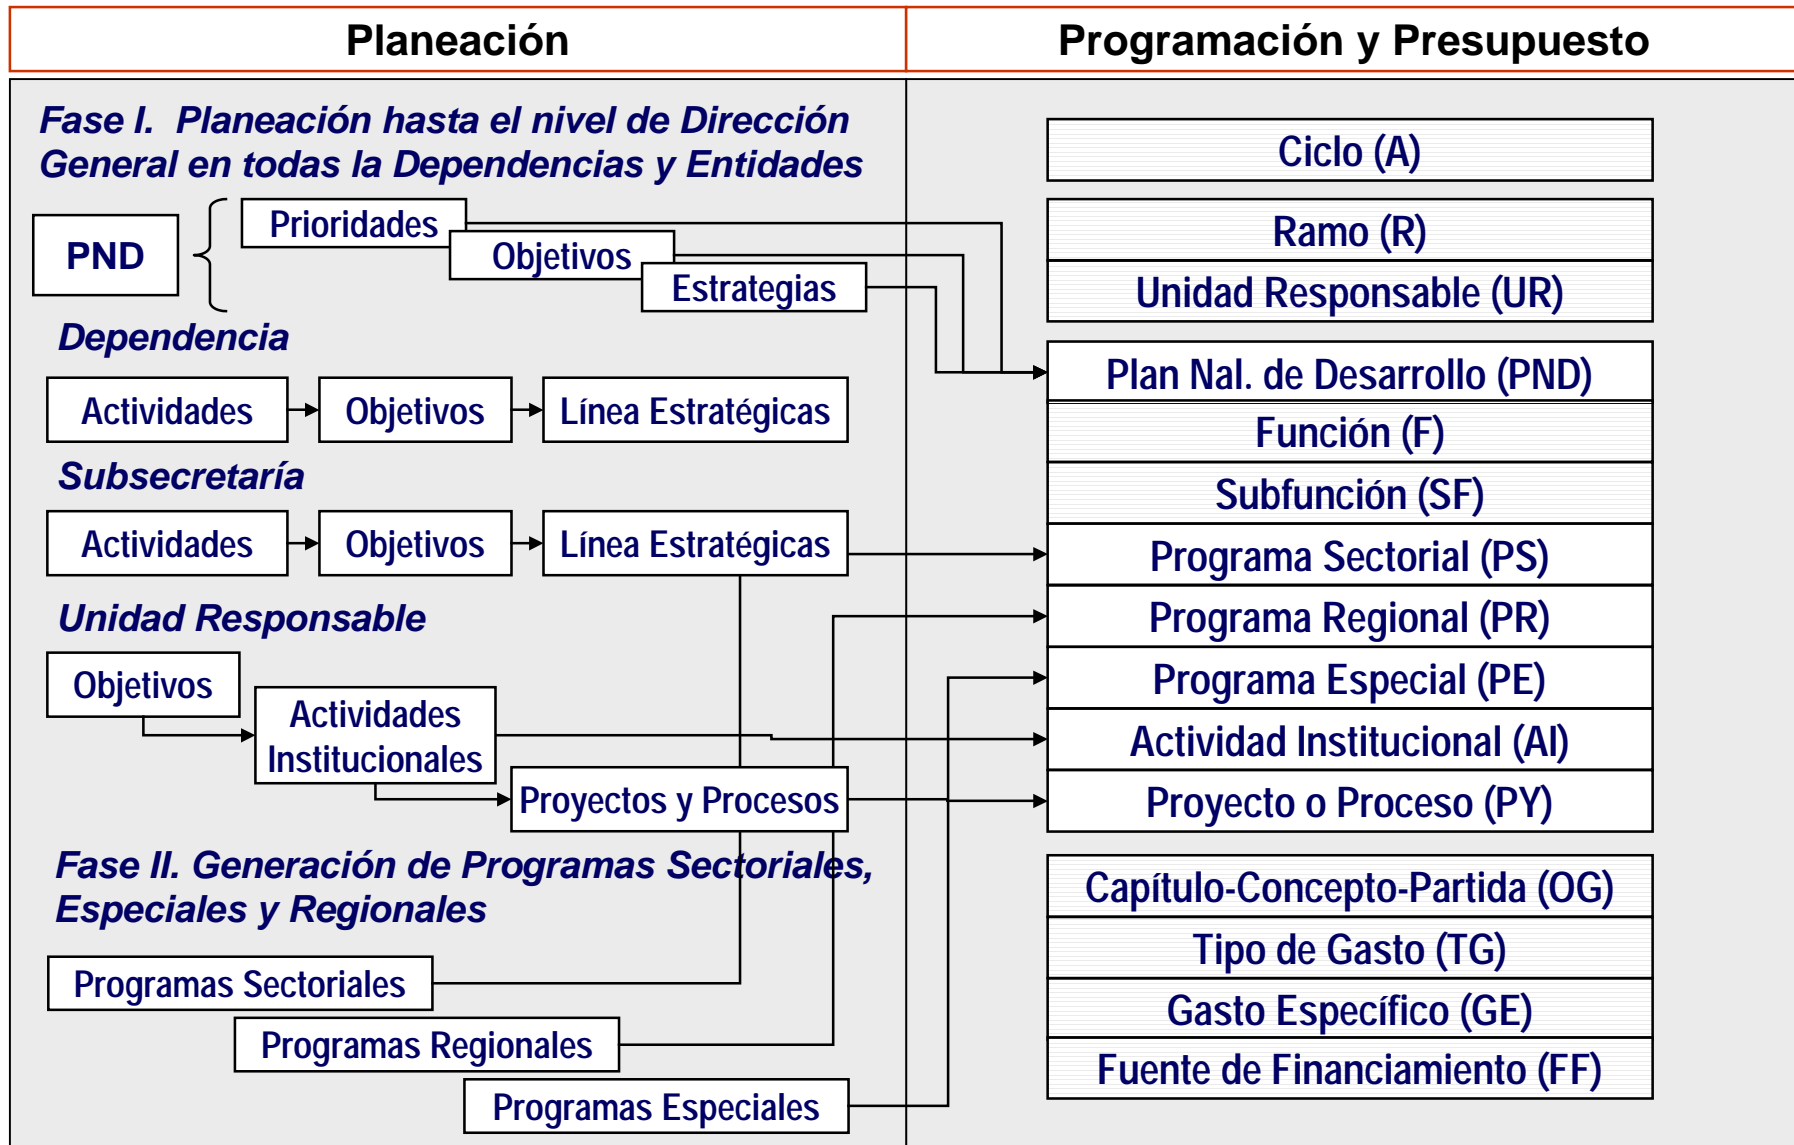 Planeación
Programación y Presupuesto
Fase I.  Planeación hasta el nivel de Dirección
General en todas la Dependencias y Entidades
PND
Prioridades
Objetivos
Estrategias
Dependencia
Actividades
Objetivos
Línea Estratégicas
Subsecretaría
Actividades
Objetivos
Línea Estratégicas
Unidad Responsable
Objetivos
Actividades
Institucionales
Proyectos y Procesos
Fase II. Generación de Programas Sectoriales,
Especiales y Regionales
Programas Sectoriales
Programas Regionales
Programas Especiales
Ciclo (A)
Ramo (R)
Unidad Responsable (UR)
Plan Nal. de Desarrollo (PND)
Función (F)
Subfunción (SF)
Programa Sectorial (PS)
Programa Regional (PR)
Programa Especial (PE)
Actividad Institucional (AI)
Proyecto o Proceso (PY)
Capítulo-Concepto-Partida (OG)
Tipo de Gasto (TG)
Gasto Específico (GE)
Fuente de Financiamiento (FF)